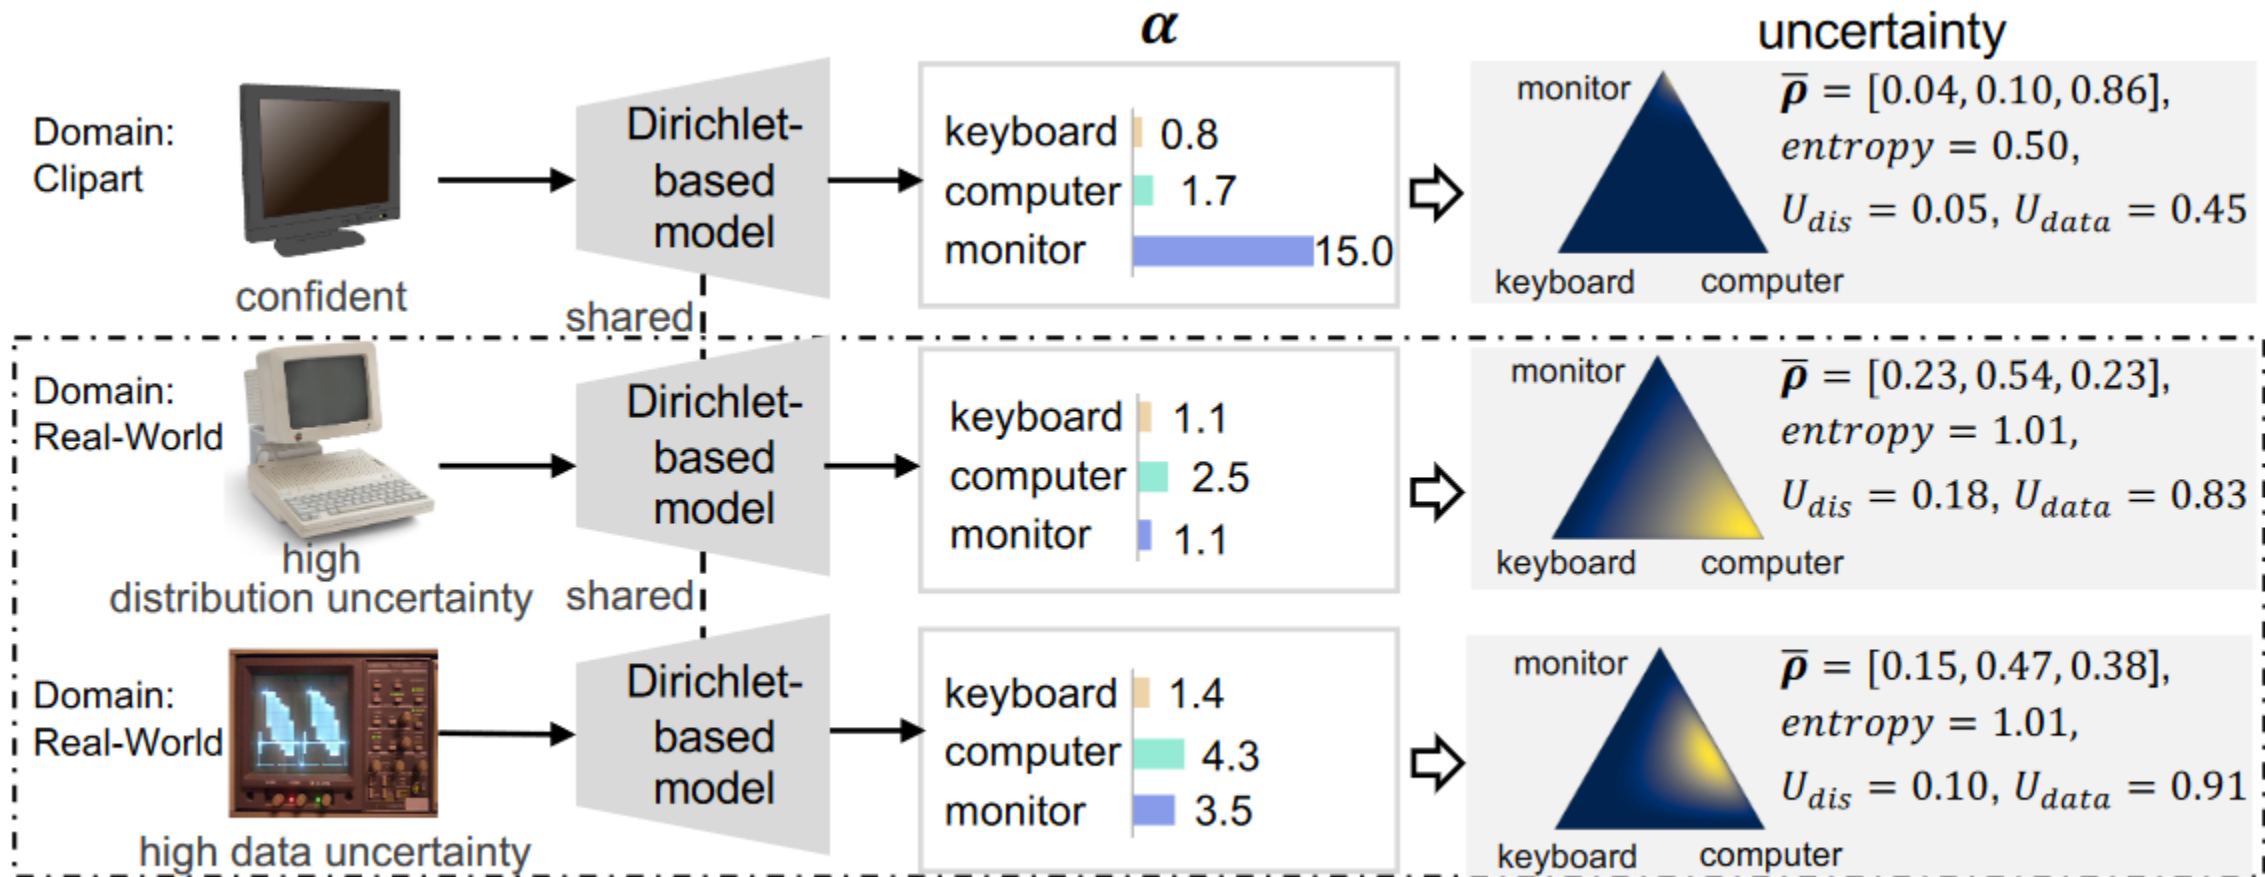 α
uncertainty
Domain:
Clipart
confident
Dirichlet-
based
model
keyboard 0.8
computer 1.7
monitor 15.0
monitor
keyboard computer
ρ̅ = [0.04, 0.10, 0.86],
entropy = 0.50,
U_dis = 0.05, U_data = 0.45
shared
Domain:
Real-World
high
distribution uncertainty
Dirichlet-
based
model
keyboard 1.1
computer 2.5
monitor 1.1
monitor
keyboard computer
ρ̅ = [0.23, 0.54, 0.23],
entropy = 1.01,
U_dis = 0.18, U_data = 0.83
shared
Domain:
Real-World
high data uncertainty
Dirichlet-
based
model
keyboard 1.4
computer 4.3
monitor 3.5
monitor
keyboard computer
ρ̅ = [0.15, 0.47, 0.38],
entropy = 1.01,
U_dis = 0.10, U_data = 0.91